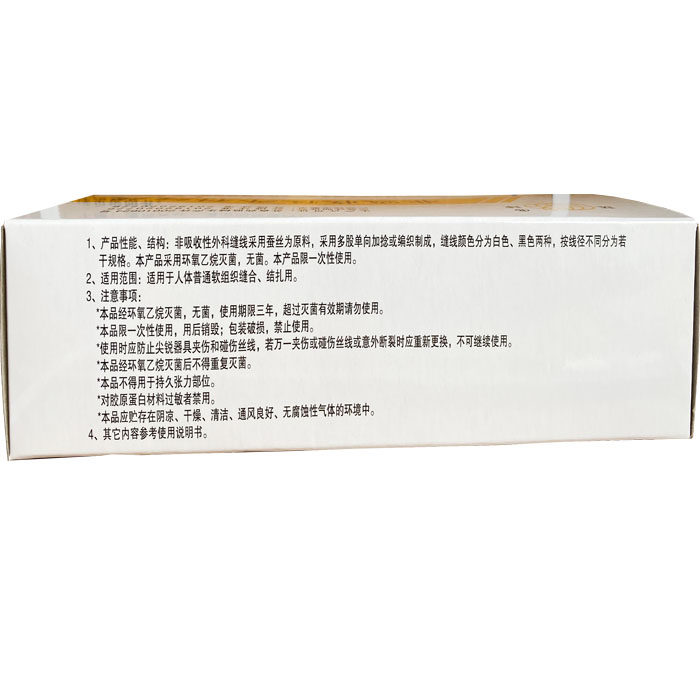 1、产品性能、结构：非吸收性外科缝线采用蚕丝为原料，采用多股单向加捻或编织制成，缝线颜色分为白色、黑色两种，按线径不同分为若
干规格。本产品采用环氧乙烷灭菌，无菌。本产品限一次性使用。
2、适用范围：适用于人体普通软组织缝合、结扎用。
3、注意事项：
*本品经环氧乙烷灭菌，无菌，使用期限三年，超过灭菌有效期请勿使用。
*本品限一次性使用，用后销毁；包装破损，禁止使用。
*使用时应防止尖锐器具夹伤和碰伤丝线，若万一夹伤或碰伤丝线或意外断裂时应重新更换，不可继续使用。
*本品经环氧乙烷灭菌后不得重复灭菌。
*本品不得用于持久张力部位。
*对胶原蛋白材料过敏者禁用。
*本品应贮存在阴凉、干燥、清洁、通风良好、无腐蚀性气体的环境中。
4、其它内容参考使用说明书。